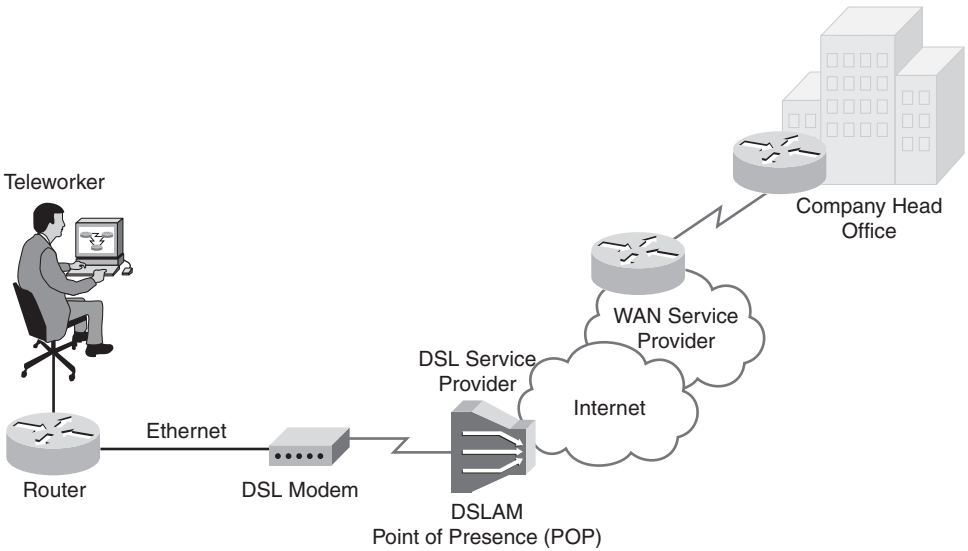 Teleworker
Company Head
Office
WAN Service
Provider
DSL Service
Provider
Internet
Ethernet
Router
DSL Modem
DSLAM
Point of Presence (POP)